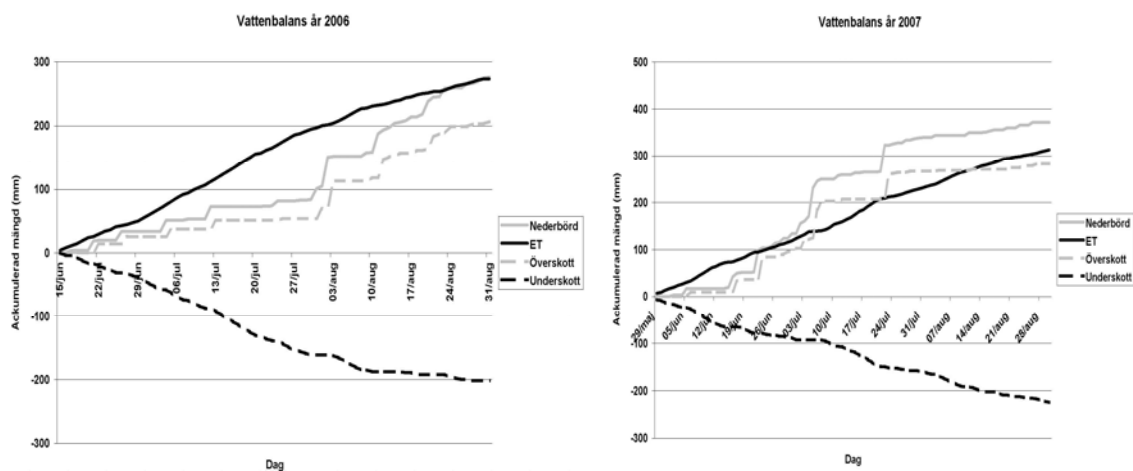 Vattenbalans år 2006
300
200
100
0
-100
-200
-300
Ackumulerad mängd (mm)
15/jun
22/jun
29/jun
06/jul
13/jul
20/jul
27/jul
03/aug
10/aug
17/aug
24/aug
31/aug
Dag
Nederbörd
ET
Överskott
Underskott
Vattenbalans år 2007
500
400
300
200
100
0
-100
-200
-300
Ackumulerad mängd (mm)
29/maj
05/jun
12/jun
19/jun
26/jun
03/jul
10/jul
17/jul
24/jul
31/jul
07/aug
14/aug
21/aug
28/aug
Dag
Nederbörd
ET
Överskott
Underskott